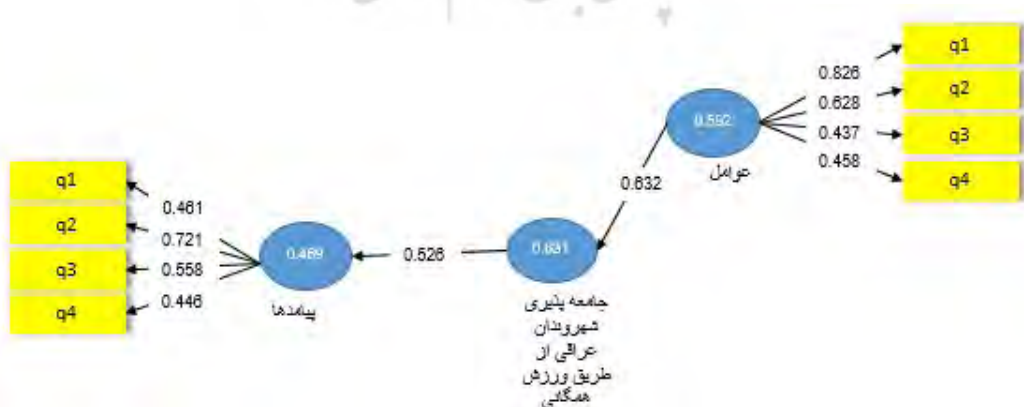 q1
q2
q3
q4
0.826
0.628
0.437
0.458
0.592
عوامل
0.632
0.691
جامعه پذیری
شهروندان
عراقی از
طریق ورزش
همگانی
0.526
0.469
پیامدها
0.461
0.721
0.558
0.446
q1
q2
q3
q4